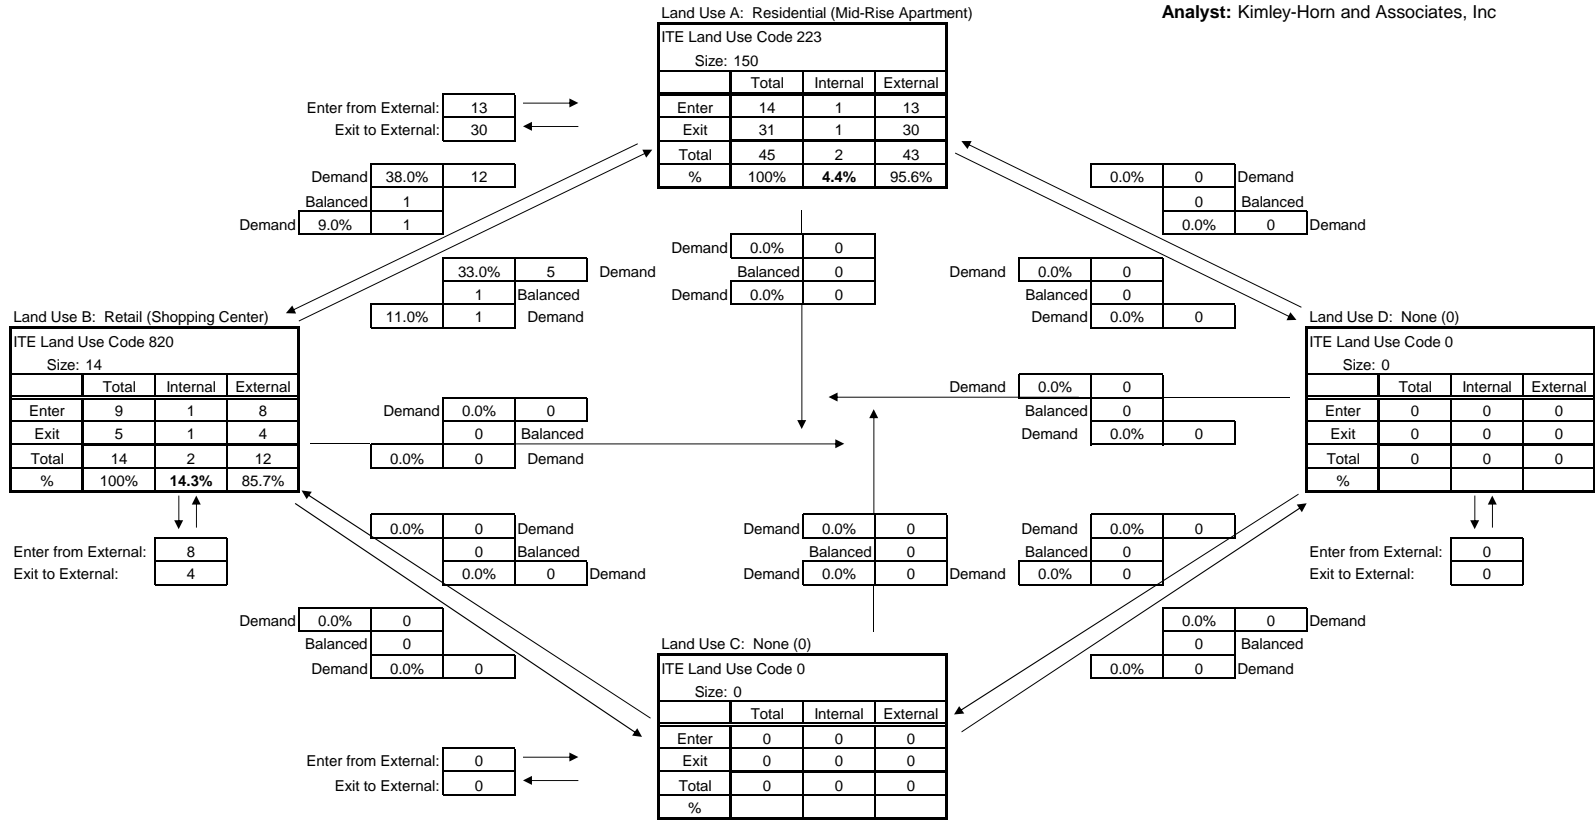 Land Use A: Residential (Mid-Rise Apartment)
Analyst: Kimley-Horn and Associates, Inc
ITE Land Use Code 223
Size: 150
Total Internal External
Enter 14 1 13
Exit 31 1 30
Total 45 2 43
% 100% 4.4% 95.6%
Enter from External: 13
Exit to External: 30
Demand 38.0% 12
Balanced 1
Demand 9.0% 1
0.0% 0 Demand
0 Balanced
0.0% 0 Demand
Demand 0.0% 0
Balanced 0
Demand 0.0% 0
33.0% 5 Demand
1 Balanced
11.0% 1 Demand
Demand 0.0% 0
Balanced 0
Demand 0.0% 0
Land Use B: Retail (Shopping Center)
ITE Land Use Code 820
Size: 14
Total Internal External
Enter 9 1 8
Exit 5 1 4
Total 14 2 12
% 100% 14.3% 85.7%
Land Use D: None (0)
ITE Land Use Code 0
Size: 0
Total Internal External
Enter 0 0 0
Exit 0 0 0
Total 0 0 0
%
Demand 0.0% 0
0 Balanced
0.0% 0 Demand
Demand 0.0% 0
Balanced 0
Demand 0.0% 0
Enter from External: 8
Exit to External: 4
0.0% 0 Demand
0 Balanced
0.0% 0 Demand
Demand 0.0% 0
Balanced 0
Demand 0.0% 0
Demand 0.0% 0
Balanced 0
Demand 0.0% 0
Enter from External: 0
Exit to External: 0
Demand 0.0% 0
Balanced 0
Demand 0.0% 0
0.0% 0 Demand
0 Balanced
0.0% 0 Demand
Land Use C: None (0)
ITE Land Use Code 0
Size: 0
Total Internal External
Enter 0 0 0
Exit 0 0 0
Total 0 0 0
%
Enter from External: 0
Exit to External: 0